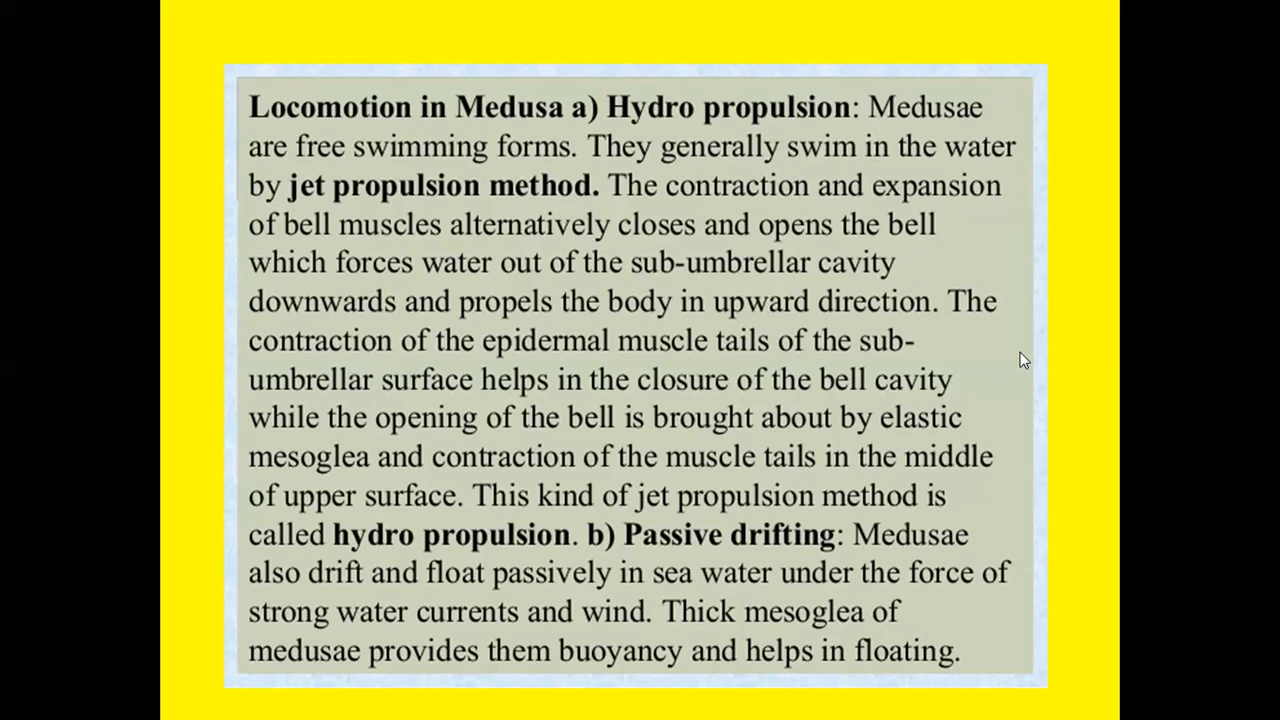 Locomotion in Medusa a) Hydro propulsion: Medusae
are free swimming forms. They generally swim in the water
by jet propulsion method. The contraction and expansion
of bell muscles alternatively closes and opens the bell
which forces water out of the sub-umbrellar cavity
downwards and propels the body in upward direction. The
contraction of the epidermal muscle tails of the sub-
umbrellar surface helps in the closure of the bell cavity
while the opening of the bell is brought about by elastic
mesoglea and contraction of the muscle tails in the middle
of upper surface. This kind of jet propulsion method is
called hydro propulsion. b) Passive drifting: Medusae
also drift and float passively in sea water under the force of
strong water currents and wind. Thick mesoglea of
medusae provides them buoyancy and helps in floating.